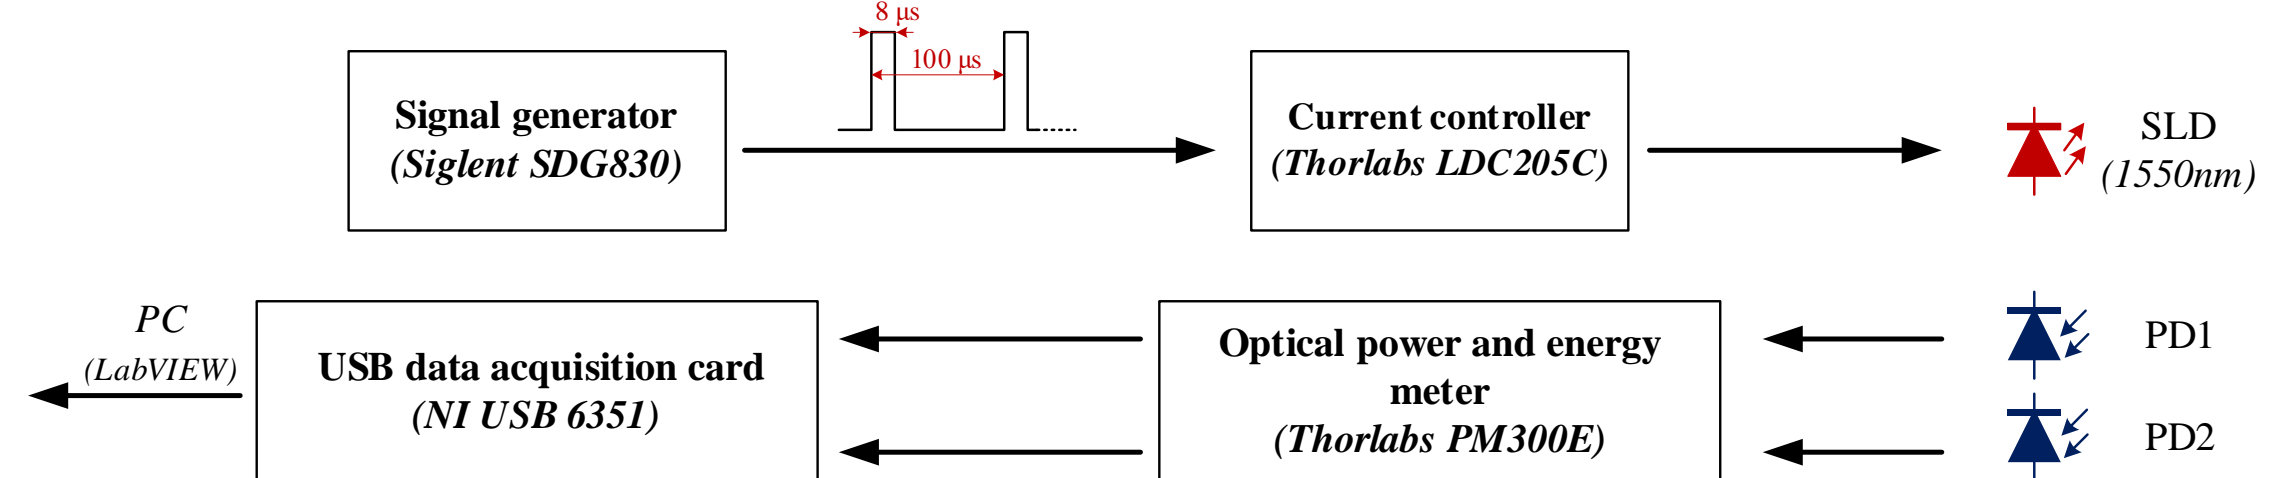 8 μs
100 μs
Signal generator
(Siglent SDG830)
Current controller
(Thorlabs LDC205C)
SLD
(1550nm)
PC
(LabVIEW)
USB data acquisition card
(NI USB 6351)
Optical power and energy
meter
(Thorlabs PM300E)
PD1
PD2